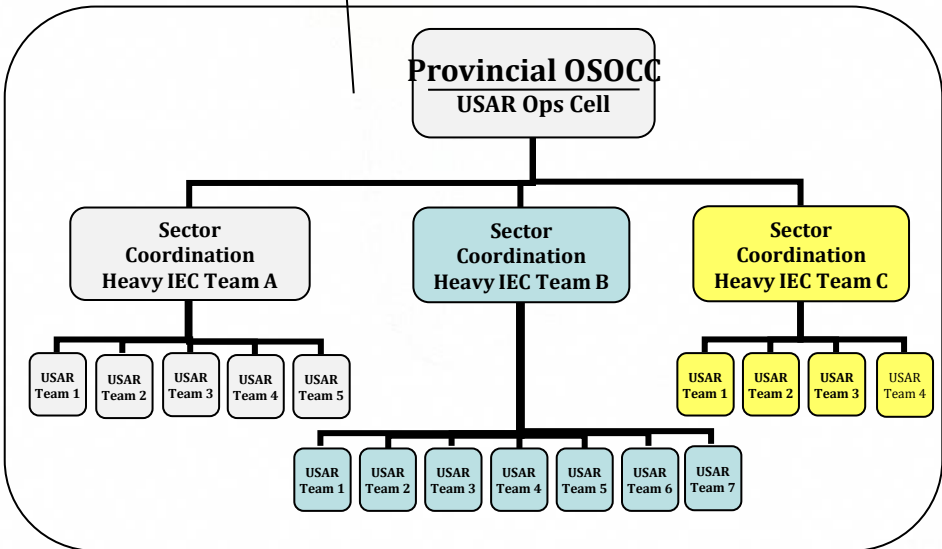 Provincial OSOCC
USAR Ops Cell
Sector
Coordination
Heavy IEC Team A
Sector
Coordination
Heavy IEC Team B
Sector
Coordination
Heavy IEC Team C
USAR
Team 1
USAR
Team 2
USAR
Team 3
USAR
Team 4
USAR
Team 5
USAR
Team 1
USAR
Team 2
USAR
Team 3
USAR
Team 4
USAR
Team 1
USAR
Team 2
USAR
Team 3
USAR
Team 4
USAR
Team 5
USAR
Team 6
USAR
Team 7